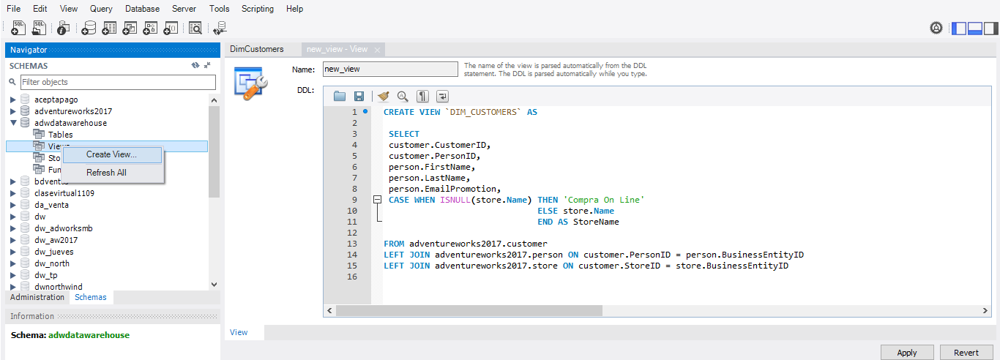 File Edit View Query Database Server Tools Scripting Help
Navigator
SCHEMAS
Filter objects
aceptapago
adventureworks2017
adwdatawarehouse
Tables
Views
Create View...
Refresh All
clasevirtual1109
da_venta
dw
dw_adworksmb
dw_aw2017
dw_jueves
dw_north
dw_tp
dwnorthwind
Administration Schemas
Information
Schema: adwdatawarehouse
DimCustomers new_view - View
Name: new_view
The name of the view is parsed automatically from the DDL
statement. The DDL is parsed automatically while you type.
DDL:
1 CREATE VIEW `DIM_CUSTOMERS` AS
2
3 SELECT
4 customer.CustomerID,
5 customer.PersonID,
6 person.FirstName,
7 person.LastName,
8 person.EmailPromotion,
9 CASE WHEN ISNULL(store.Name) THEN 'Compra On Line'
10 ELSE store.Name
11 END AS StoreName
12
13 FROM adventureworks2017.customer
14 LEFT JOIN adventureworks2017.person ON customer.PersonID = person.BusinessEntityID
15 LEFT JOIN adventureworks2017.store ON customer.StoreID = store.BusinessEntityID
16
View
Apply Revert